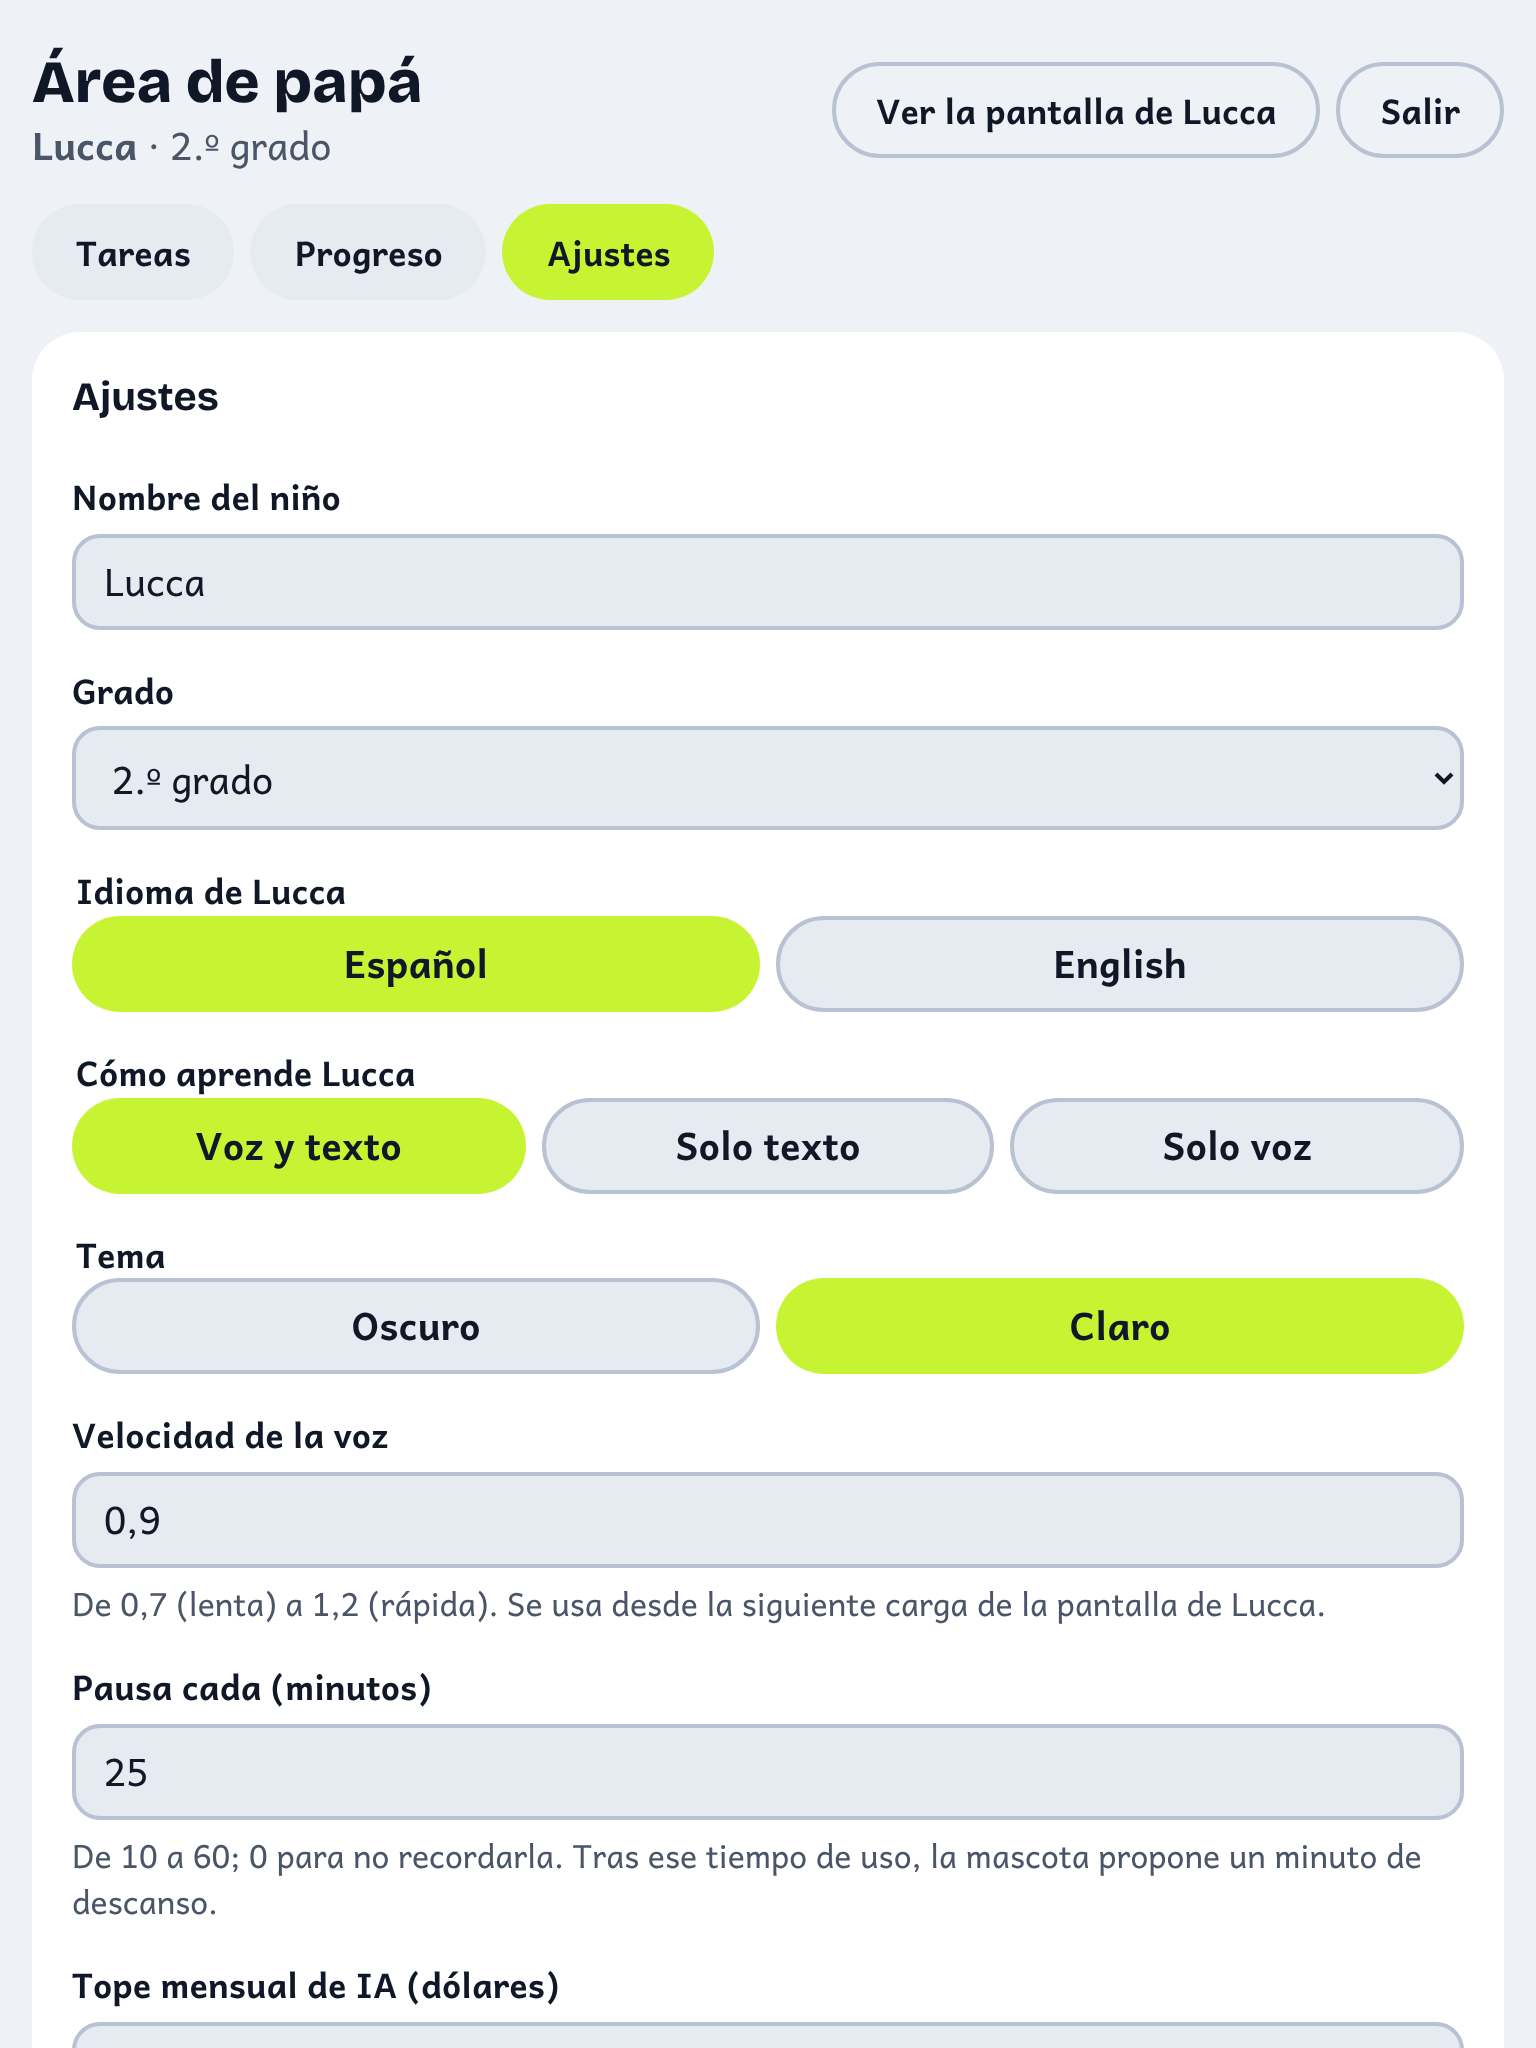 Área de papá
Lucca · 2.º grado
Ver la pantalla de Lucca
Salir
Tareas
Progreso
Ajustes
Ajustes
Nombre del niño
Lucca
Grado
2.º grado
Idioma de Lucca
Español
English
Cómo aprende Lucca
Voz y texto
Solo texto
Solo voz
Tema
Oscuro
Claro
Velocidad de la voz
0,9
De 0,7 (lenta) a 1,2 (rápida). Se usa desde la siguiente carga de la pantalla de Lucca.
Pausa cada (minutos)
25
De 10 a 60; 0 para no recordarla. Tras ese tiempo de uso, la mascota propone un minuto de
descanso.
Tope mensual de IA (dólares)